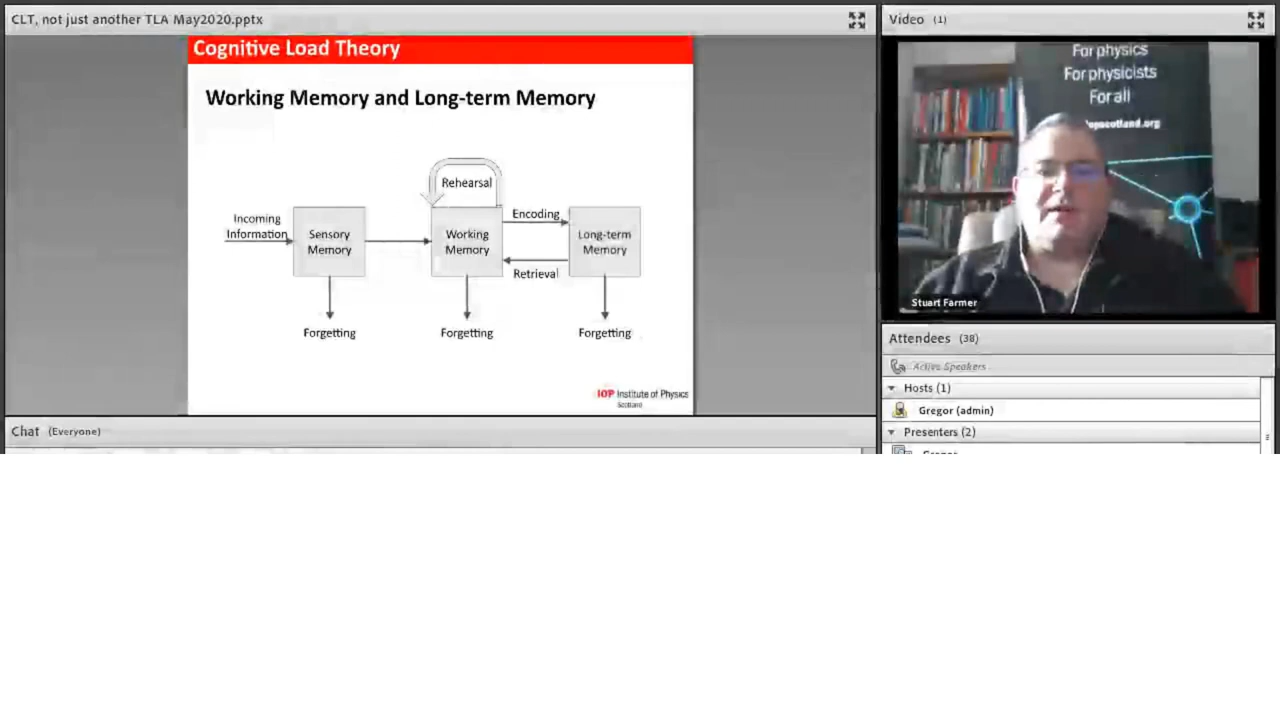 CLT, not just another TLA May2020.pptx
Cognitive Load Theory
Working Memory and Long-term Memory
Rehearsal
Incoming
Information
Sensory
Memory
Working
Memory
Encoding
Retrieval
Long-term
Memory
Forgetting
Forgetting
Forgetting
IOP Institute of Physics
Scotland
Chat (Everyone)
Video (1)
For physics
For physicists
For all
iopscotland.org
Stuart Farmer
Attendees (38)
Active Speakers
Hosts (1)
Gregor (admin)
Presenters (2)